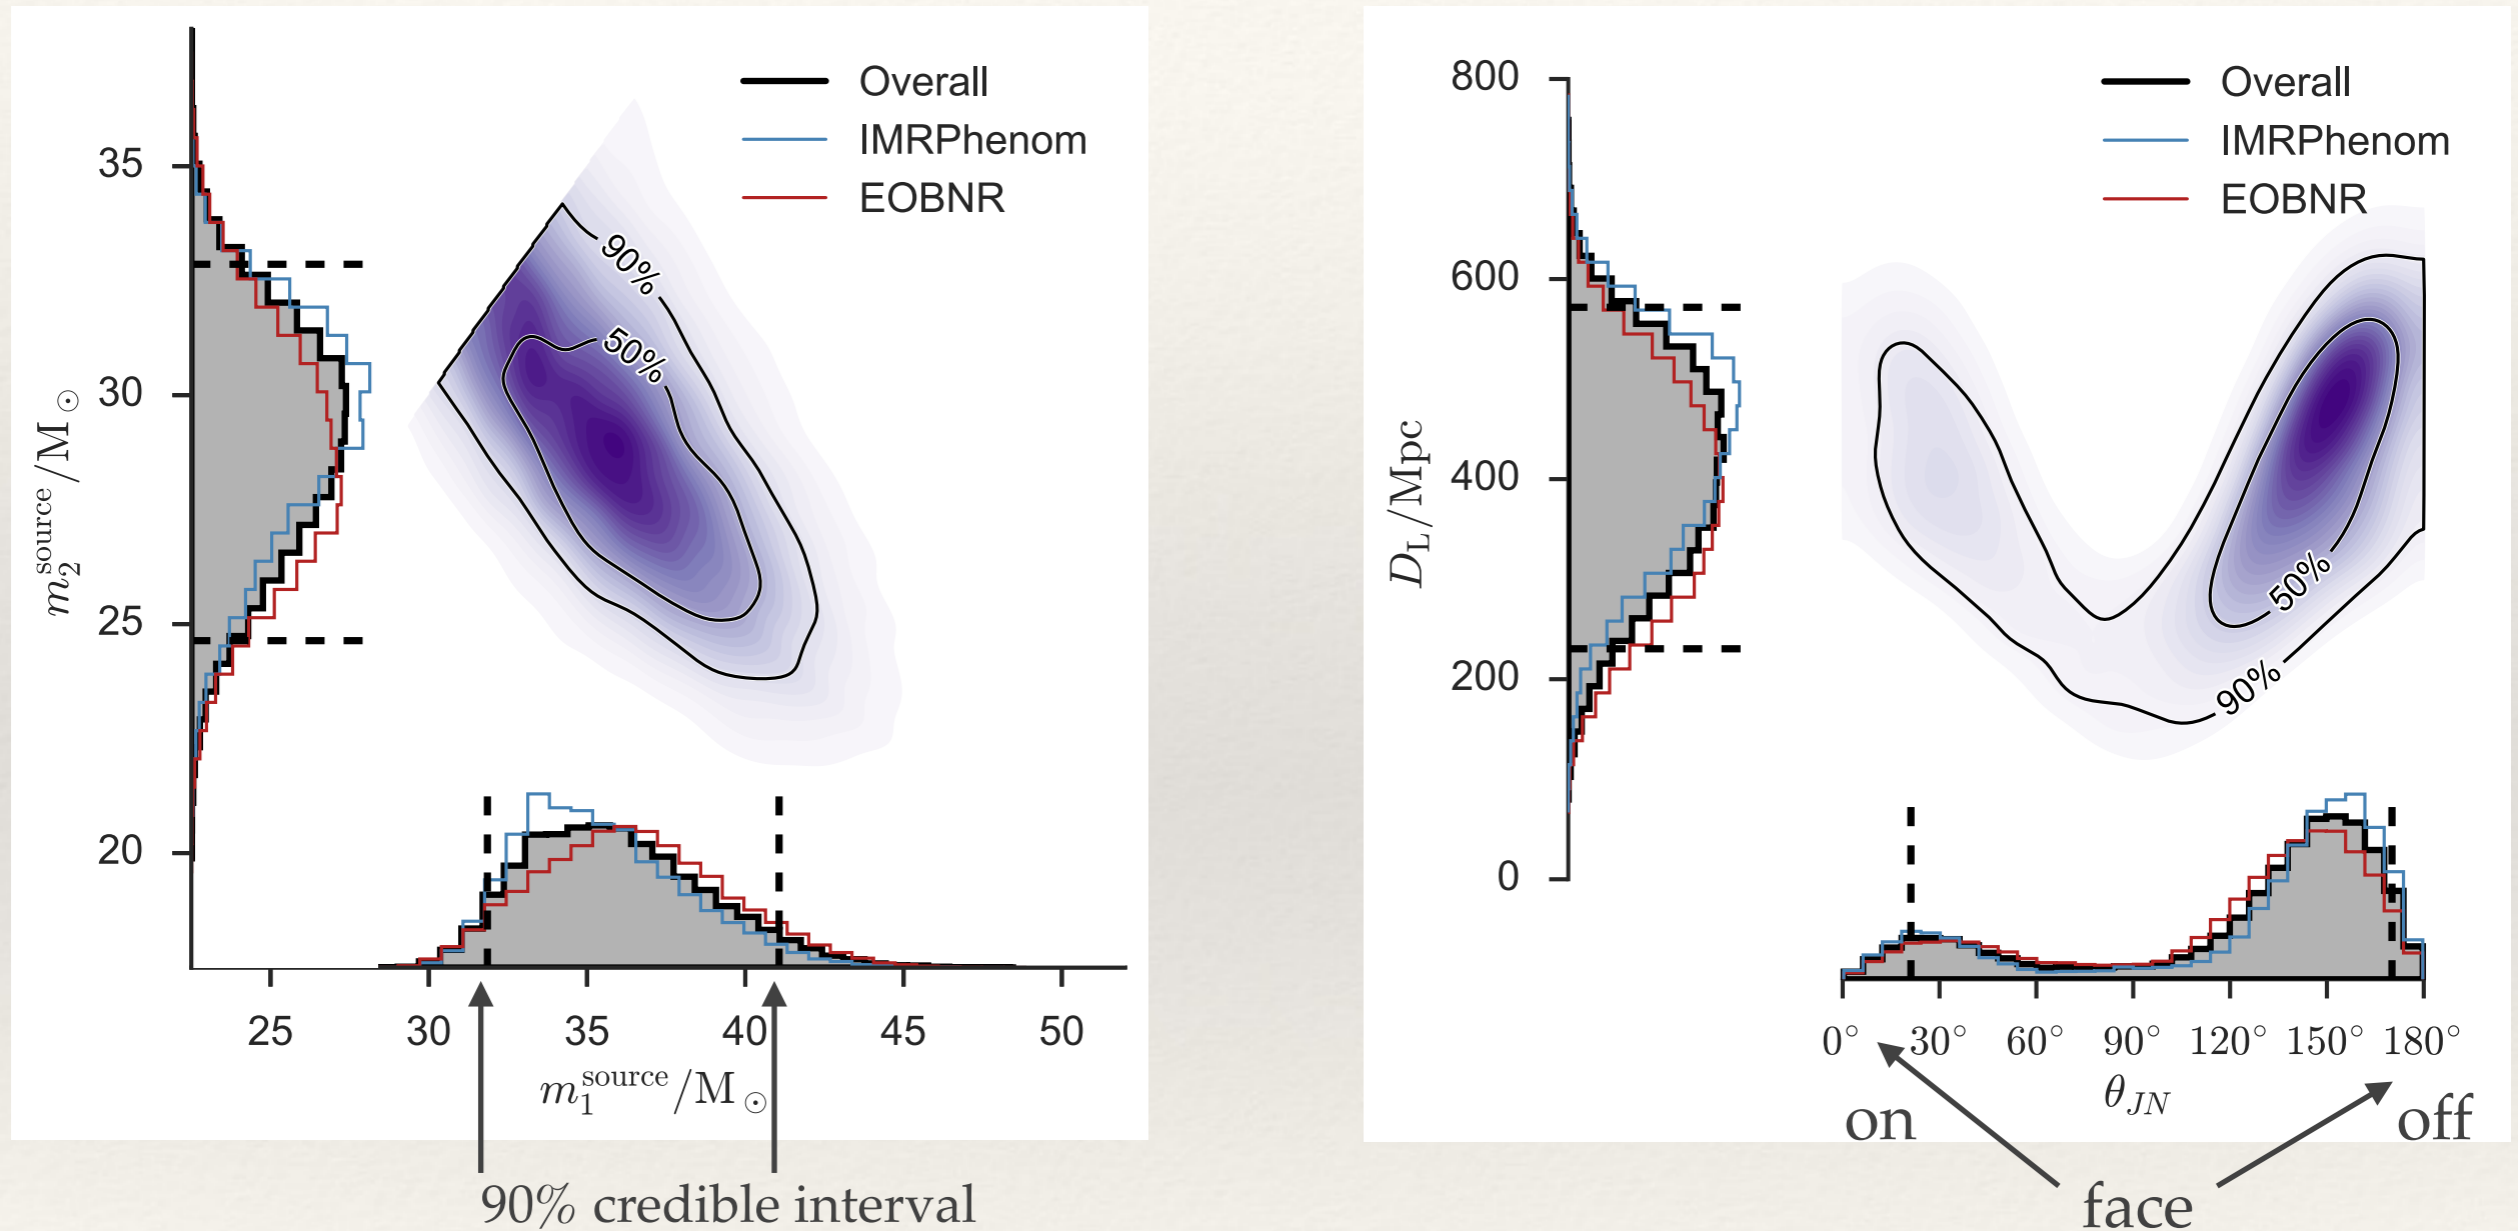 Overall
IMRPhenom
EOBNR
35
30
25
20
m₂^source/M⊙
90%
50%
25 30 35 40 45 50
m₁^source/M⊙
90% credible interval
Overall
IMRPhenom
EOBNR
800
600
400
200
0
D_L/Mpc
50%
90%
0° 30° 60° 90° 120° 150° 180°
θ_JN
on
off
face